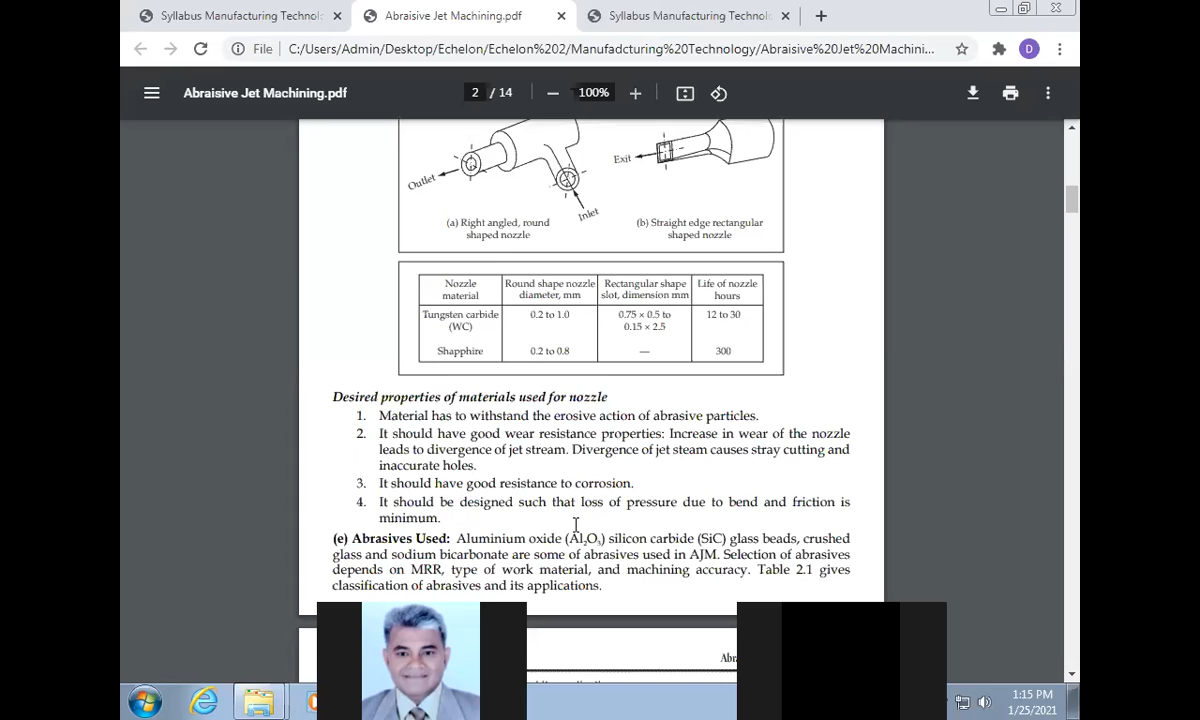 Syllabus Manufacturing Technol
Abraisive Jet Machining.pdf
Syllabus Manufacturing Technol
File
C:/Users/Admin/Desktop/Echelon/Echelon%202/Manufadcturing%20Technology/Abraisive%20Jet%20Machini...
D
Abraisive Jet Machining.pdf
2 / 14
100%
Outlet
Inlet
Exit
(a) Right angled, round
shaped nozzle
(b) Straight edge rectangular
shaped nozzle
Nozzle material Round shape nozzle diameter, mm Rectangular shape slot, dimension mm Life of nozzle hours
Tungsten carbide (WC) 0.2 to 1.0 0.75 × 0.5 to 0.15 × 2.5 12 to 30
Shapphire 0.2 to 0.8 — 300
Desired properties of materials used for nozzle
1. Material has to withstand the erosive action of abrasive particles.
2. It should have good wear resistance properties: Increase in wear of the nozzle
leads to divergence of jet stream. Divergence of jet steam causes stray cutting and
inaccurate holes.
3. It should have good resistance to corrosion.
4. It should be designed such that loss of pressure due to bend and friction is
minimum.
(e) Abrasives Used: Aluminium oxide (Al₂O₃) silicon carbide (SiC) glass beads, crushed
glass and sodium bicarbonate are some of abrasives used in AJM. Selection of abrasives
depends on MRR, type of work material, and machining accuracy. Table 2.1 gives
classification of abrasives and its applications.
Abra
1:15 PM
1/25/2021